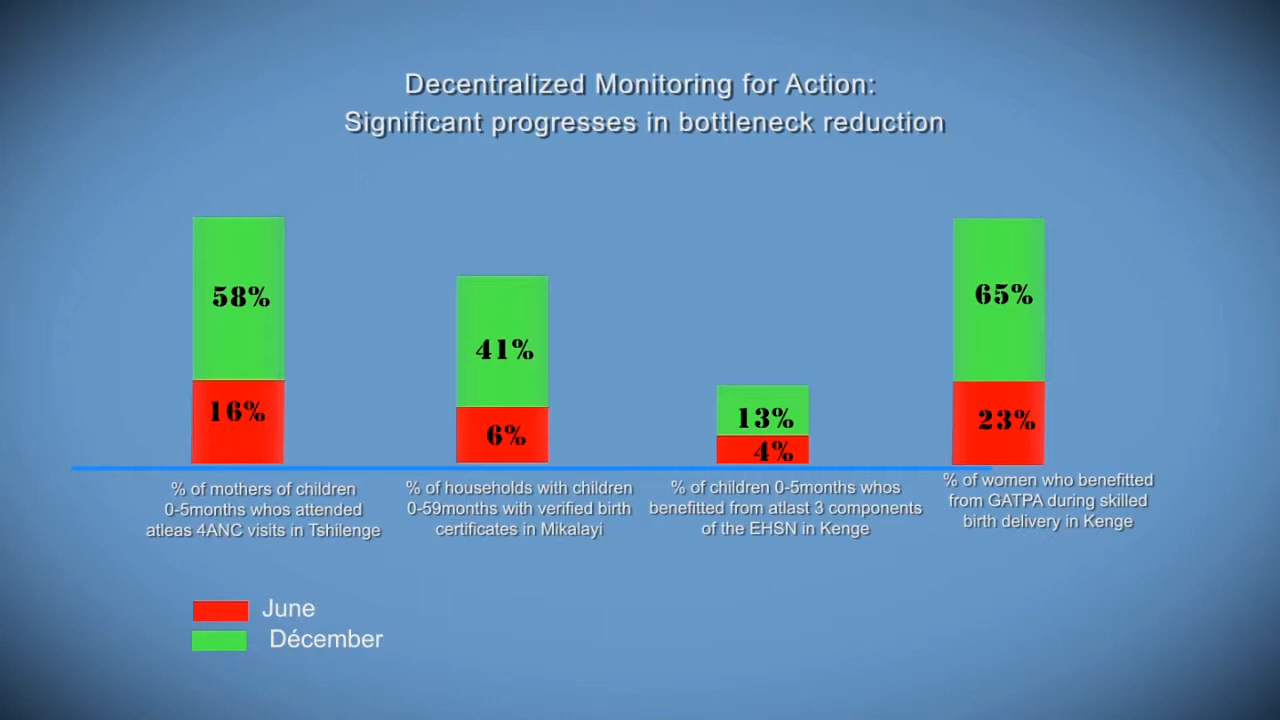 Decentralized Monitoring for Action:
Significant progresses in bottleneck reduction
58%
16%
41%
6%
13%
4%
65%
23%
% of mothers of children
0-5months whos attended
atleas 4ANC visits in Tshilenge
% of households with children
0-59months with verified birth
certificates in Mikalayi
% of children 0-5months whos
benefitted from atlast 3 components
of the EHSN in Kenge
% of women who benefitted
from GATPA during skilled
birth delivery in Kenge
June
Décember